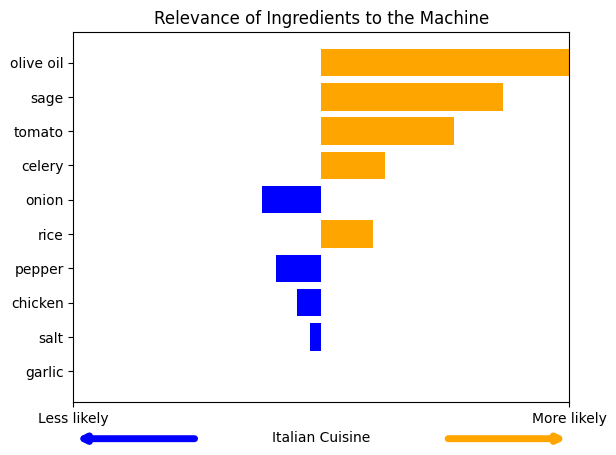 Relevance of Ingredients to the Machine
olive oil
sage
tomato
celery
onion
rice
pepper
chicken
salt
garlic
Less likely
More likely
Italian Cuisine